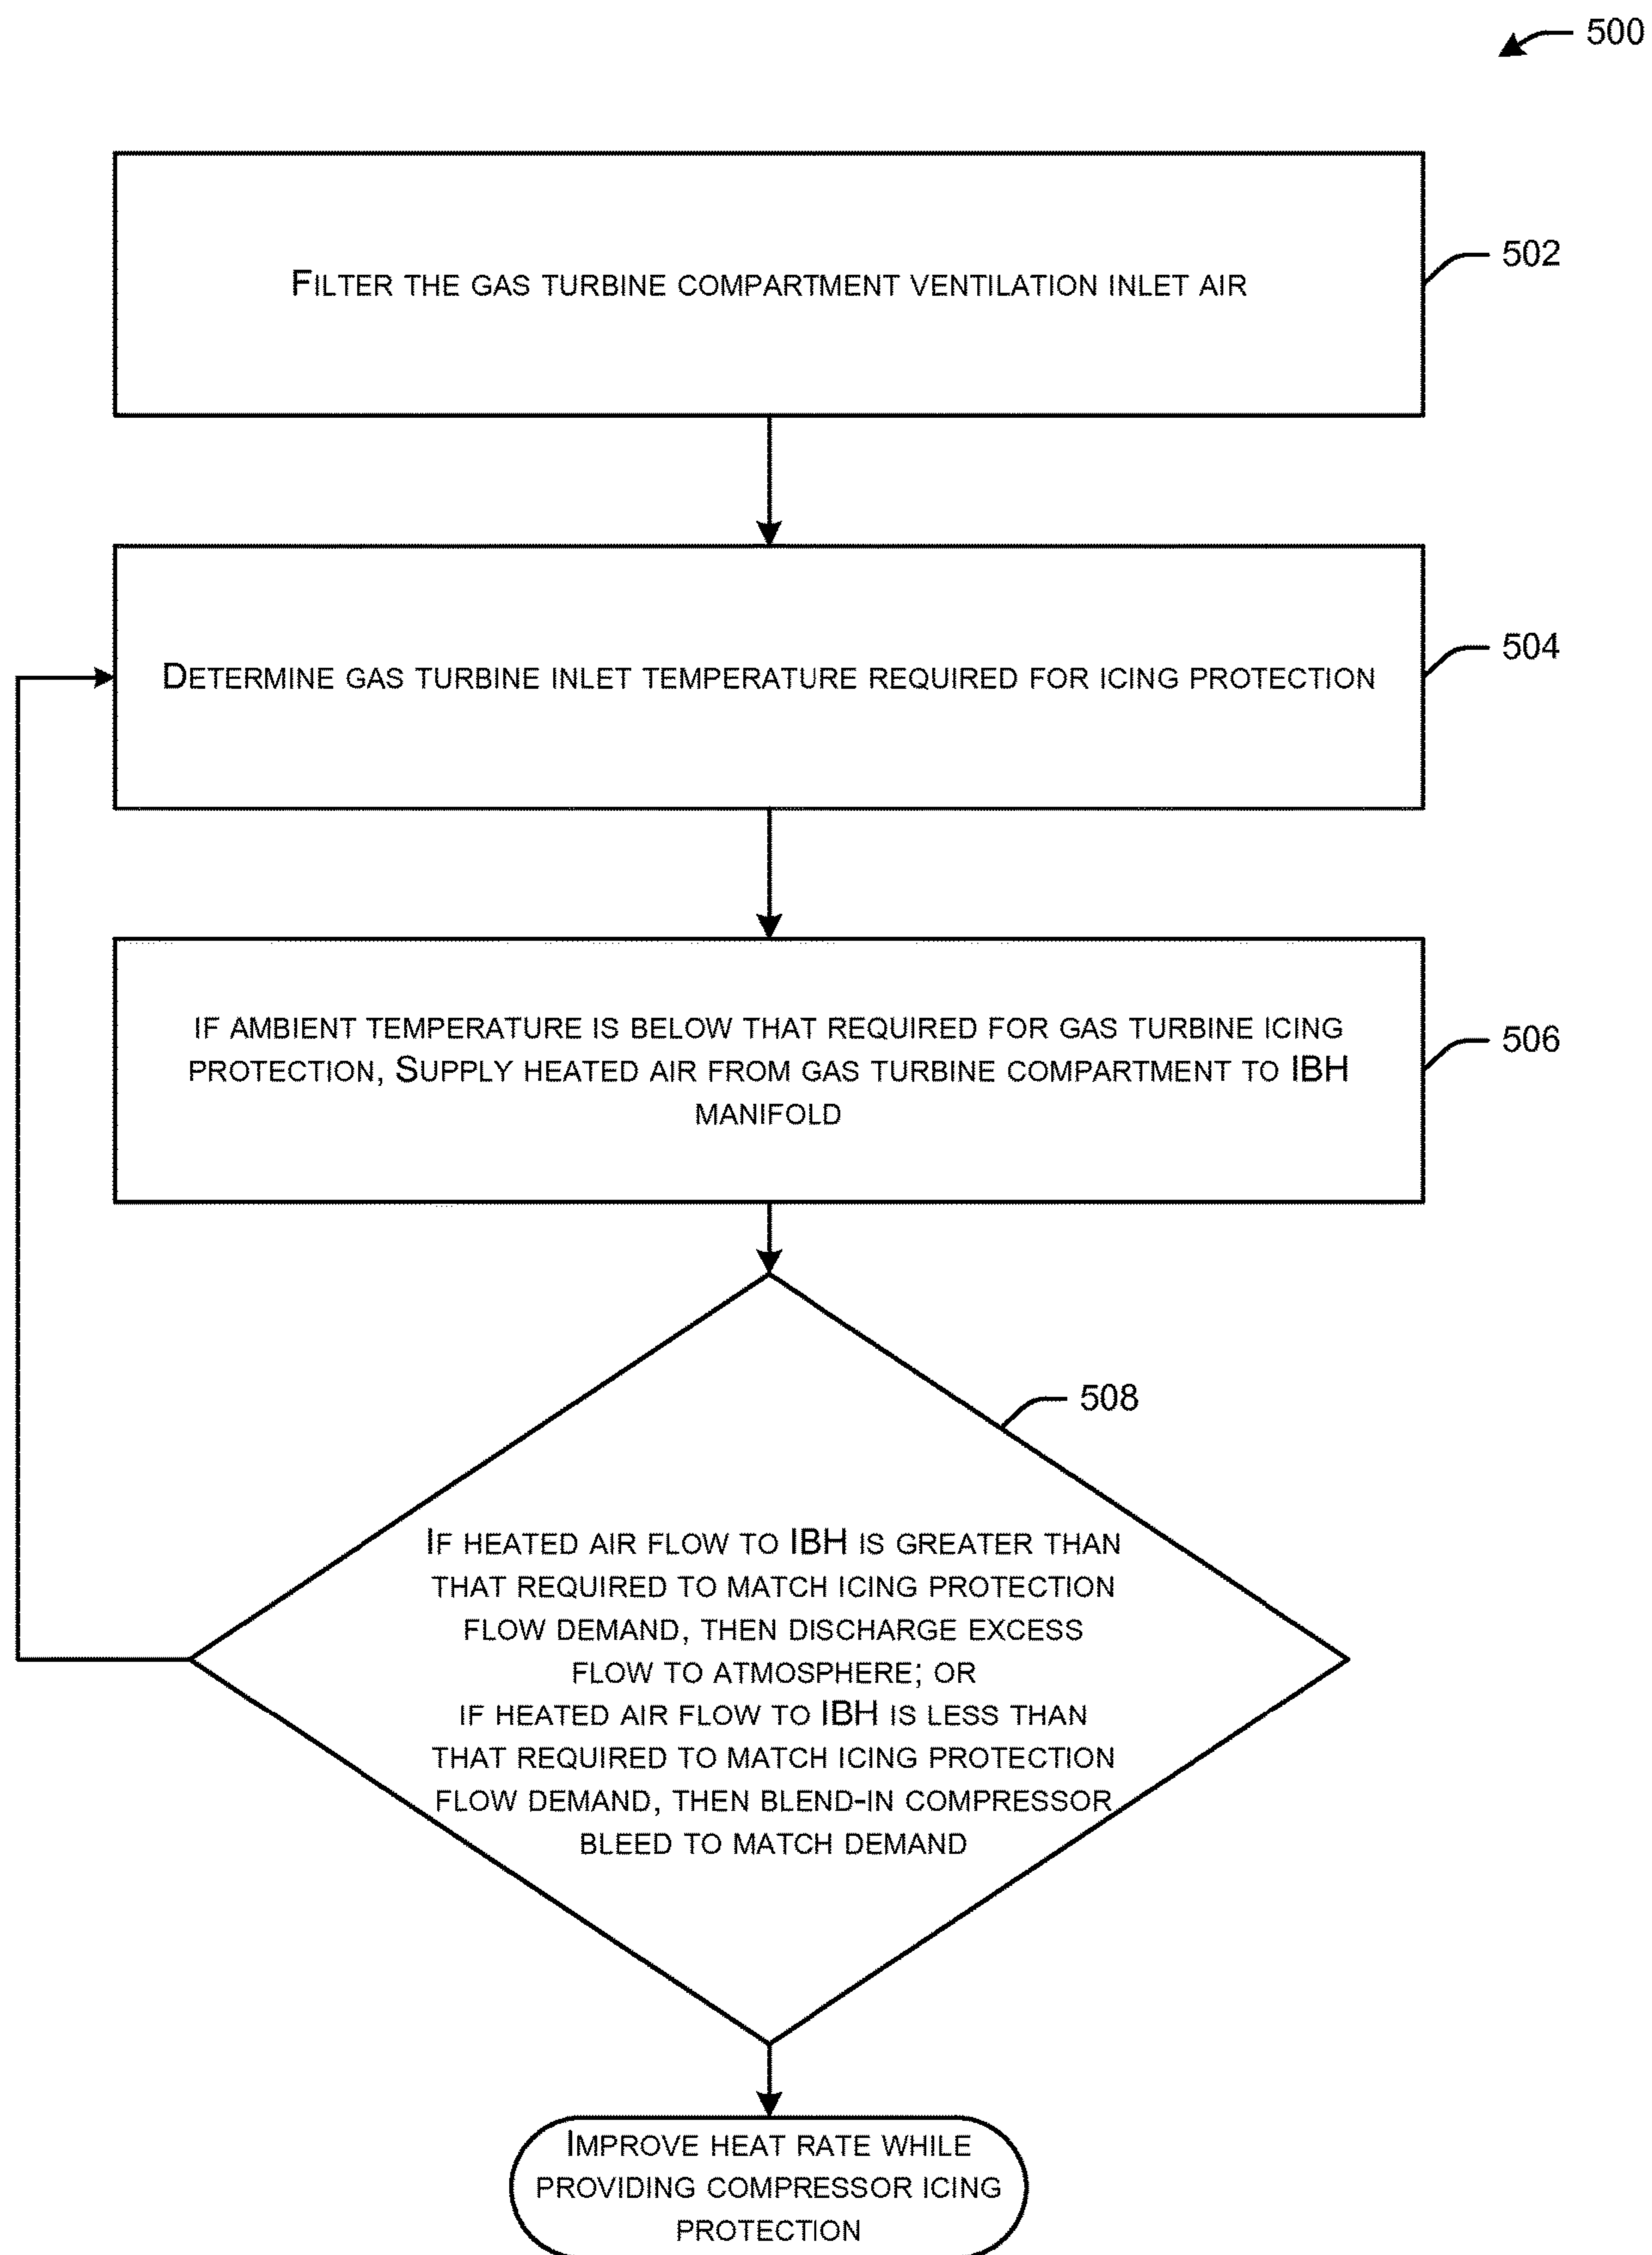 500
FILTER THE GAS TURBINE COMPARTMENT VENTILATION INLET AIR
502
DETERMINE GAS TURBINE INLET TEMPERATURE REQUIRED FOR ICING PROTECTION
504
IF AMBIENT TEMPERATURE IS BELOW THAT REQUIRED FOR GAS TURBINE ICING
PROTECTION, SUPPLY HEATED AIR FROM GAS TURBINE COMPARTMENT TO IBH
MANIFOLD
506
508
IF HEATED AIR FLOW TO IBH IS GREATER THAN
THAT REQUIRED TO MATCH ICING PROTECTION
FLOW DEMAND, THEN DISCHARGE EXCESS
FLOW TO ATMOSPHERE; OR
IF HEATED AIR FLOW TO IBH IS LESS THAN
THAT REQUIRED TO MATCH ICING PROTECTION
FLOW DEMAND, THEN BLEND-IN COMPRESSOR
BLEED TO MATCH DEMAND
IMPROVE HEAT RATE WHILE
PROVIDING COMPRESSOR ICING
PROTECTION